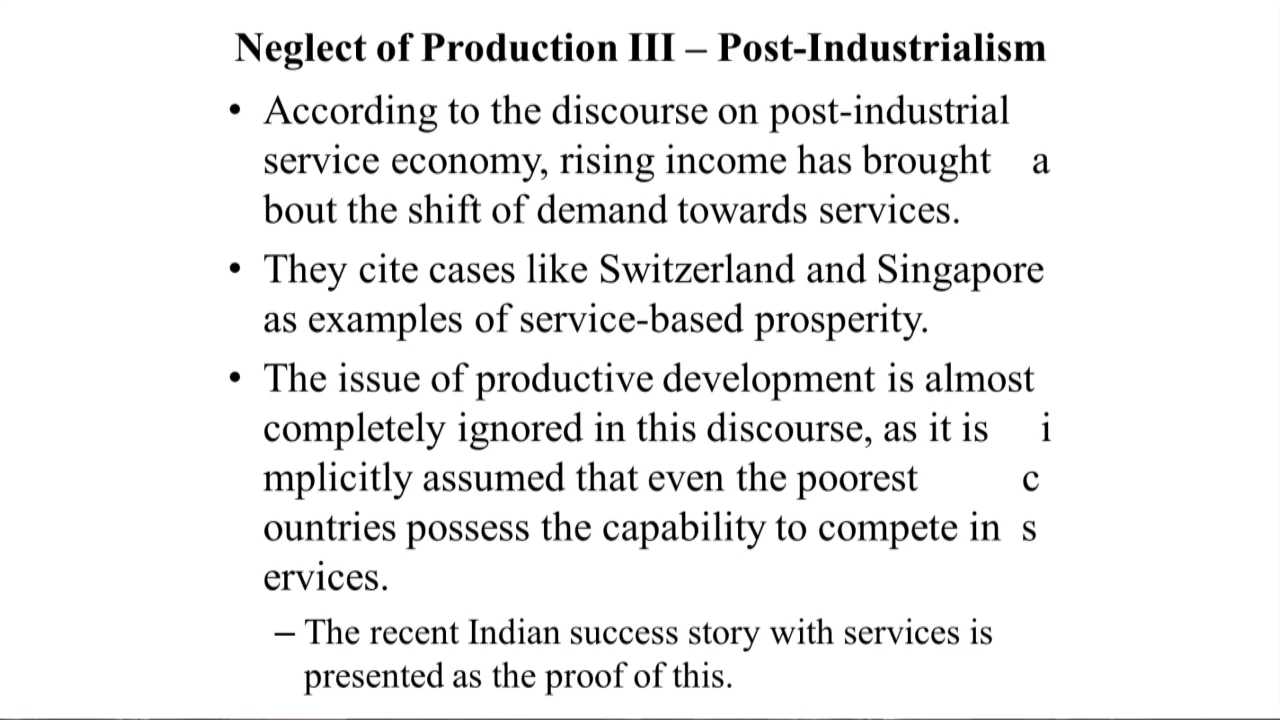 Neglect of Production III – Post-Industrialism
• According to the discourse on post-industrial
service economy, rising income has brought a
bout the shift of demand towards services.
• They cite cases like Switzerland and Singapore
as examples of service-based prosperity.
• The issue of productive development is almost
completely ignored in this discourse, as it is i
mplicitly assumed that even the poorest c
ountries possess the capability to compete in s
ervices.
– The recent Indian success story with services is
presented as the proof of this.